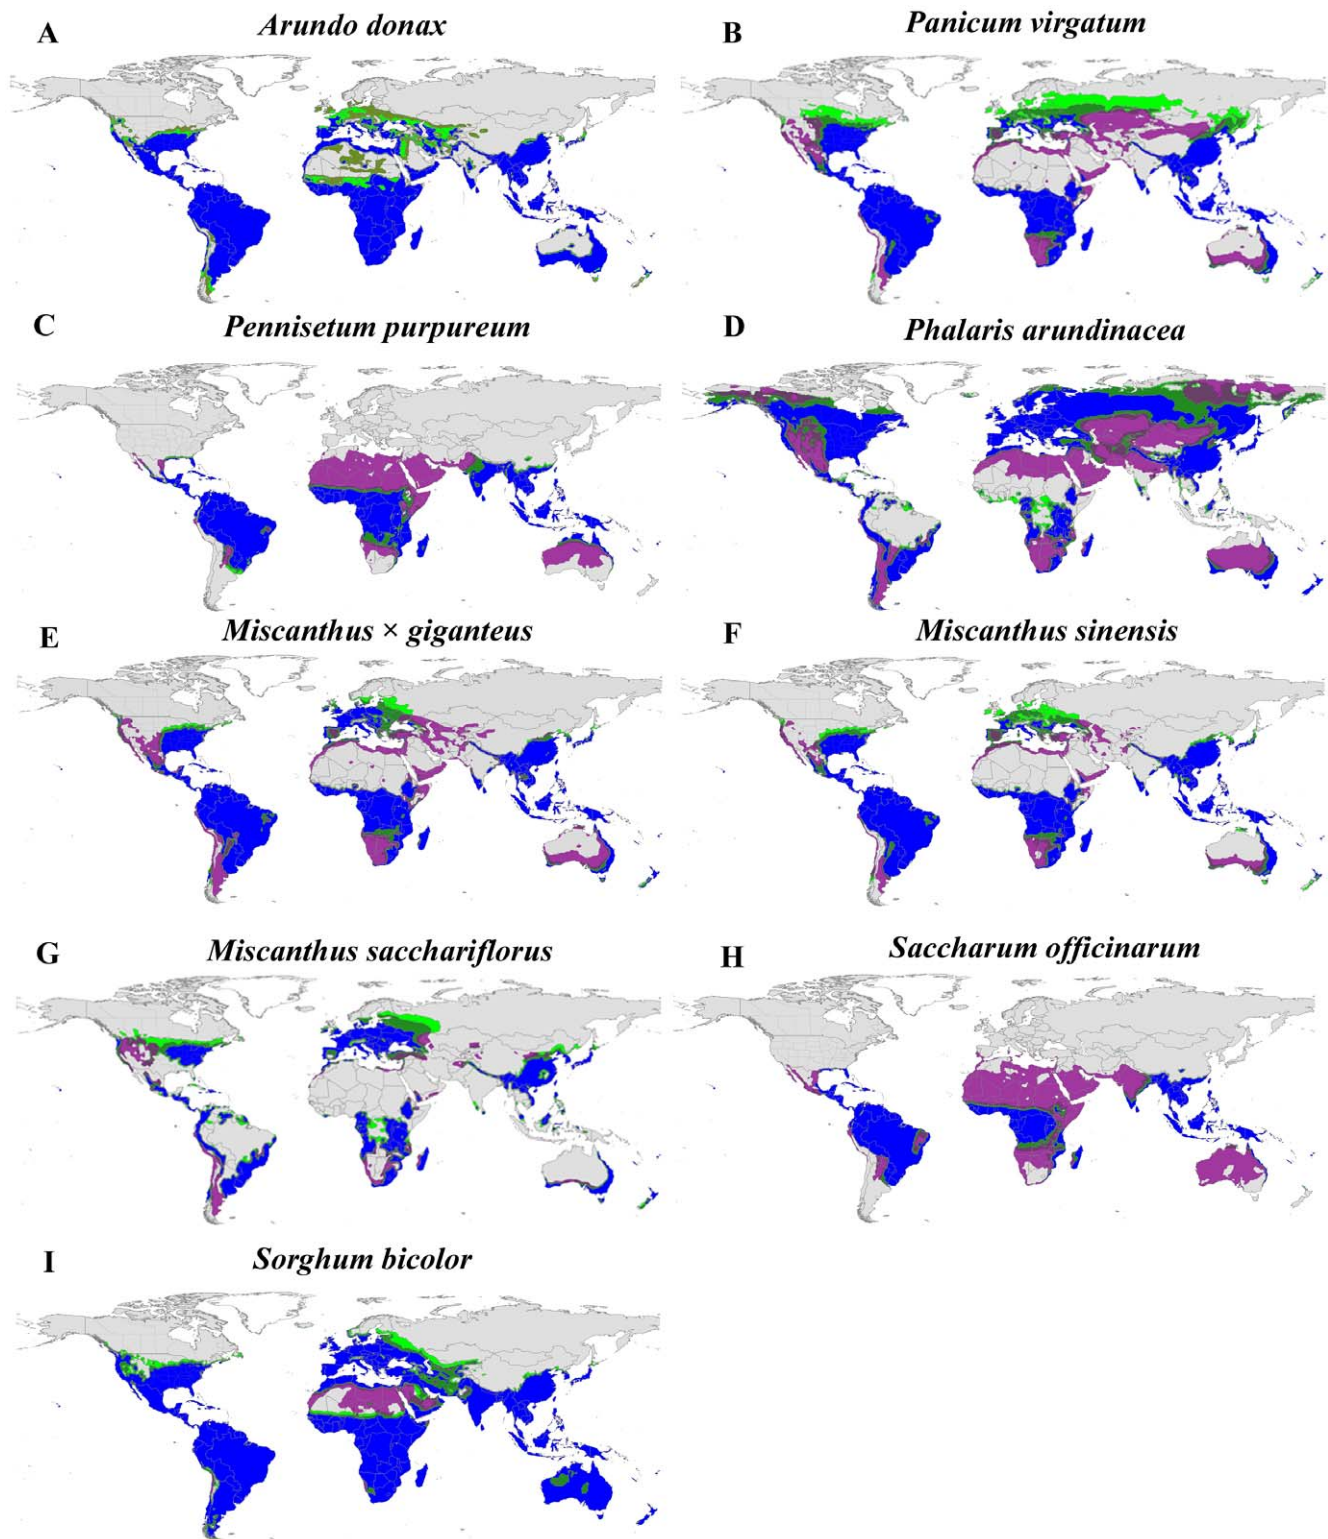 A Arundo donax
B Panicum virgatum
C Pennisetum purpureum
D Phalaris arundinacea
E Miscanthus × giganteus
F Miscanthus sinensis
G Miscanthus sacchariflorus
H Saccharum officinarum
I Sorghum bicolor